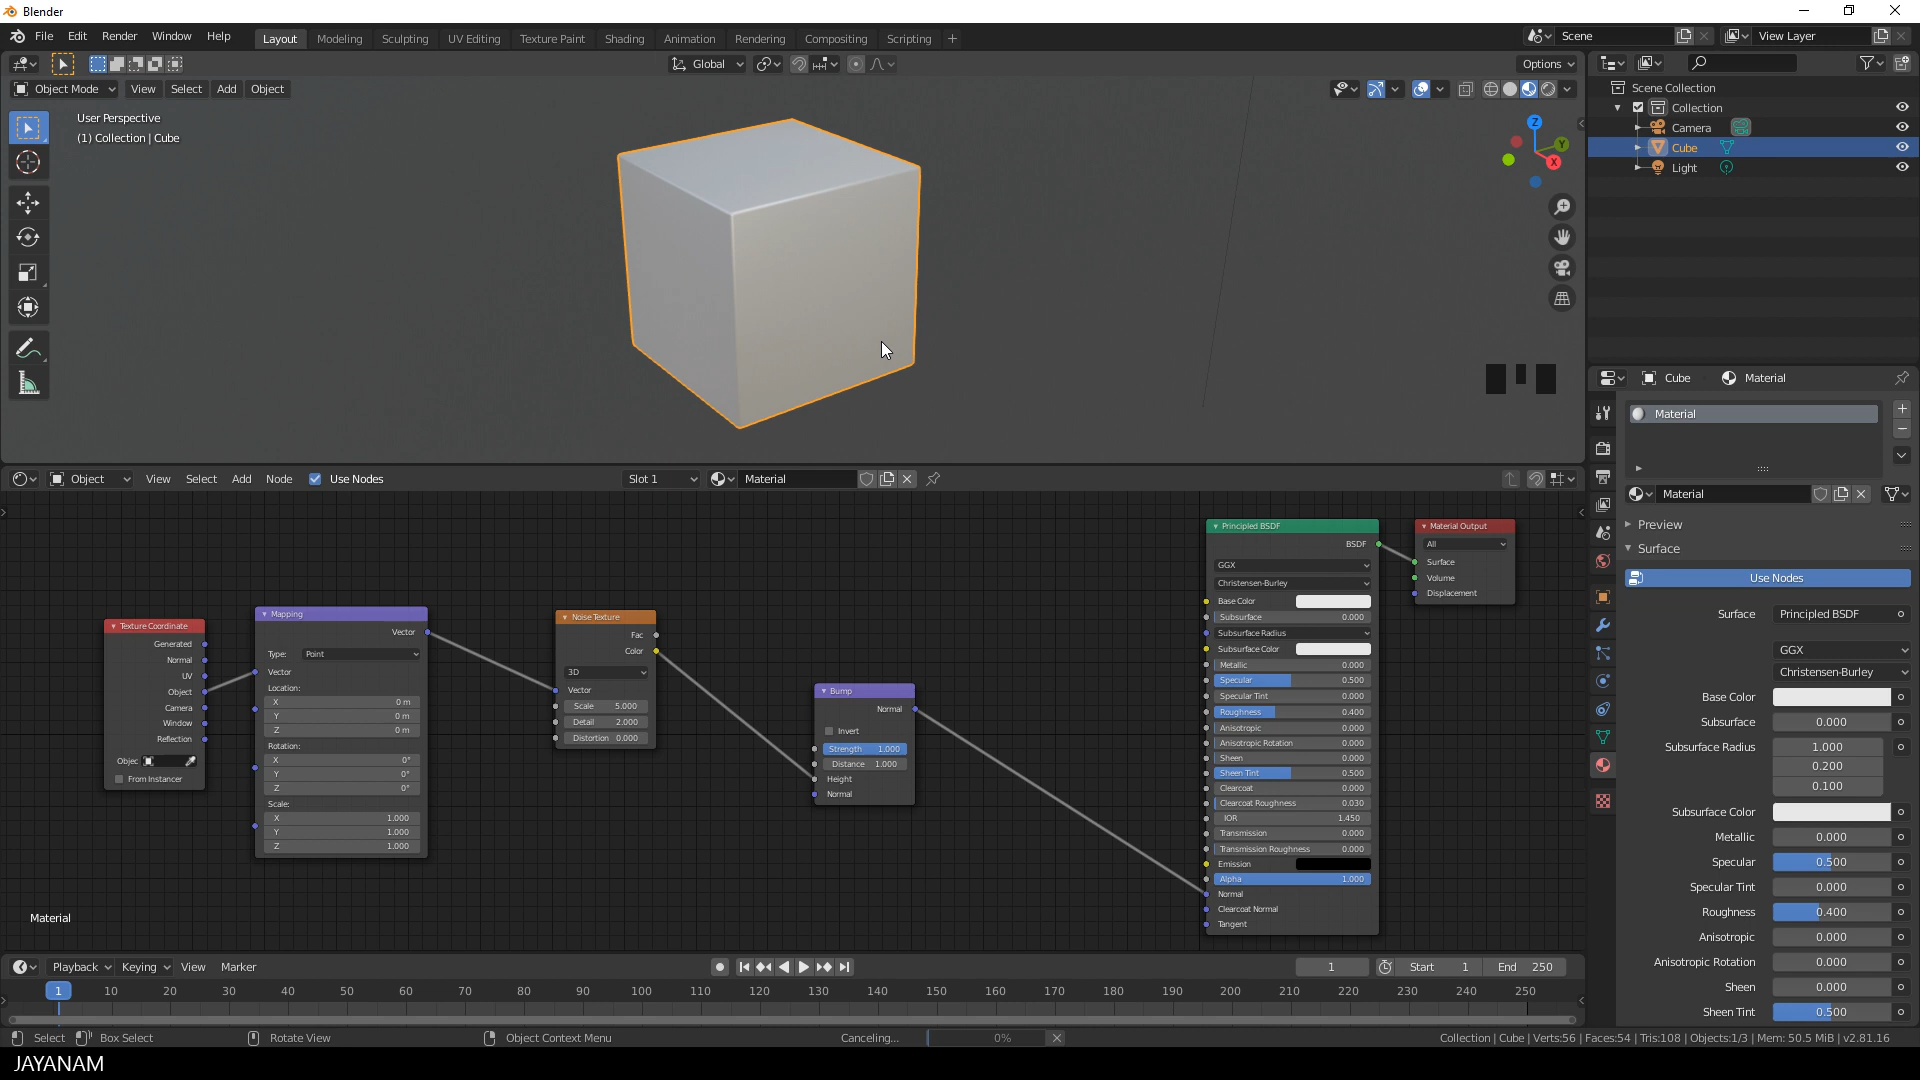 Blender
File Edit Render Window Help Layout Modeling Sculpting UV Editing Texture Paint Shading Animation Rendering Compositing Scripting + Scene View Layer
Global Options
Object Mode View Select Add Object
User Perspective
(1) Collection | Cube
Z
Y
X
Scene Collection
Collection
Camera
Cube
Light
Cube Material
Material
Material
Preview
Surface
Use Nodes
Surface Principled BSDF
GGX
Christensen-Burley
Base Color
Subsurface 0.000
Subsurface Radius 1.000
0.200
0.100
Subsurface Color
Metallic 0.000
Specular 0.500
Specular Tint 0.000
Roughness 0.400
Anisotropic 0.000
Anisotropic Rotation 0.000
Sheen 0.000
Sheen Tint 0.500
Object View Select Add Node Use Nodes Slot 1 Material
Texture Coordinate
Generated
Normal
UV
Object
Camera
Window
Reflection
Objec
From Instancer
Mapping
Vector
Type: Point
Vector
Location:
X 0 m
Y 0 m
Z 0 m
Rotation:
X 0°
Y 0°
Z 0°
Scale:
X 1.000
Y 1.000
Z 1.000
Noise Texture
Fac
Color
3D
Vector
Scale 5.000
Detail 2.000
Distortion 0.000
Bump
Normal
Invert
Strength 1.000
Distance 1.000
Height
Normal
Principled BSDF
BSDF
GGX
Christensen-Burley
Base Color
Subsurface 0.000
Subsurface Radius
Subsurface Color
Metallic 0.000
Specular 0.500
Specular Tint 0.000
Roughness 0.400
Anisotropic 0.000
Anisotropic Rotation 0.000
Sheen 0.000
Sheen Tint 0.500
Clearcoat 0.000
Clearcoat Roughness 0.030
IOR 1.450
Transmission 0.000
Transmission Roughness 0.000
Emission
Alpha 1.000
Normal
Clearcoat Normal
Tangent
Material Output
All
Surface
Volume
Displacement
Material
Playback Keying View Marker 1 Start 1 End 250
1 10 20 30 40 50 60 70 80 90 100 110 120 130 140 150 160 170 180 190 200 210 220 230 240 250
Select Box Select Rotate View Object Context Menu Canceling... 0% Collection | Cube | Verts:56 | Faces:54 | Tris:108 | Objects:1/3 | Mem: 50.5 MiB | v2.81.16
JAYANAM